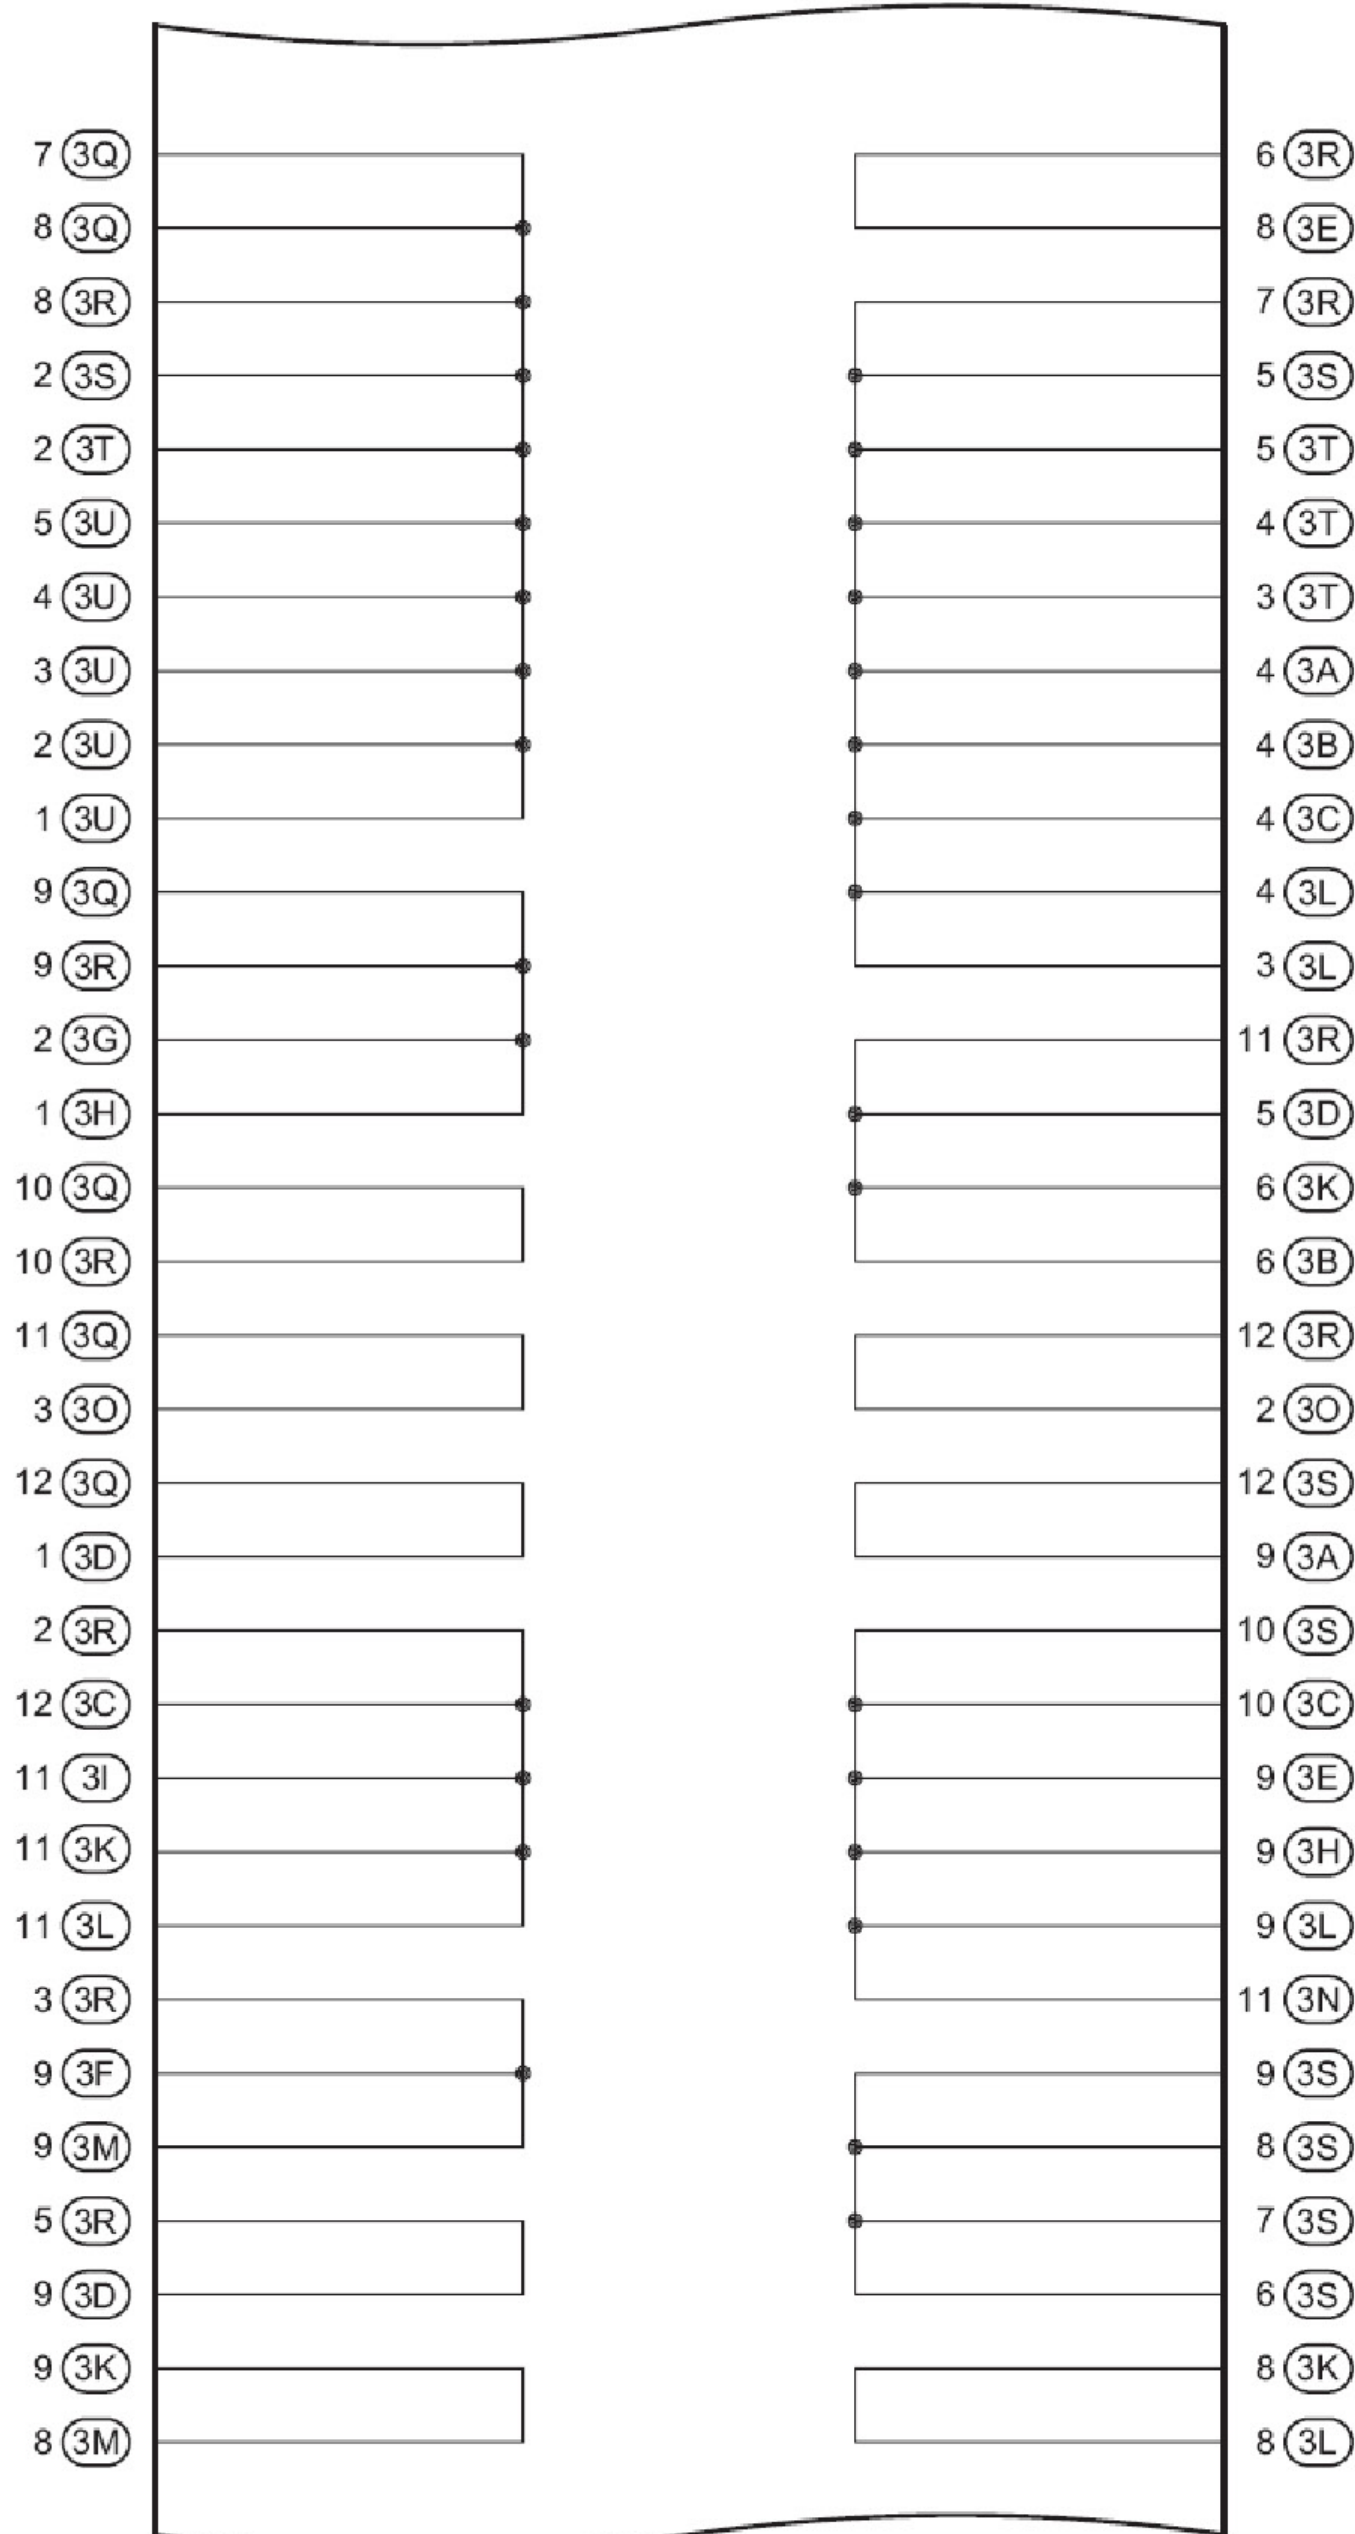 7 3Q
8 3Q
8 3R
2 3S
2 3T
5 3U
4 3U
3 3U
2 3U
1 3U
9 3Q
9 3R
2 3G
1 3H
10 3Q
10 3R
11 3Q
3 3O
12 3Q
1 3D
2 3R
12 3C
11 3I
11 3K
11 3L
3 3R
9 3F
9 3M
5 3R
9 3D
9 3K
8 3M
6 3R
8 3E
7 3R
5 3S
5 3T
4 3T
3 3T
4 3A
4 3B
4 3C
4 3L
3 3L
11 3R
5 3D
6 3K
6 3B
12 3R
2 3O
12 3S
9 3A
10 3S
10 3C
9 3E
9 3H
9 3L
11 3N
9 3S
8 3S
7 3S
6 3S
8 3K
8 3L